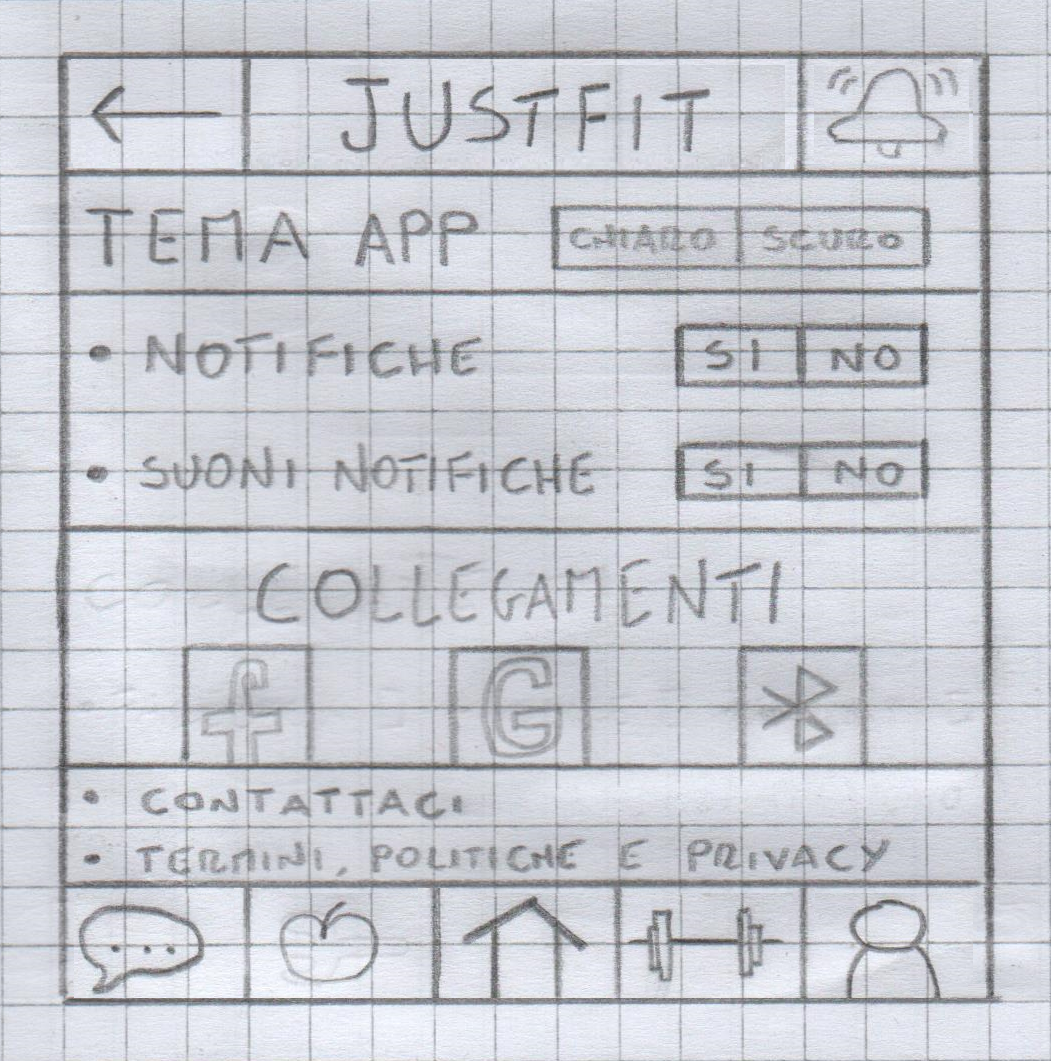 JUSTFIT
TEMA APP CHIARO SCURO
• NOTIFICHE SI NO
• SUONI NOTIFICHE SI NO
COLLEGAMENTI
f G
• CONTATTACI
• TERMINI, POLITICHE E PRIVACY